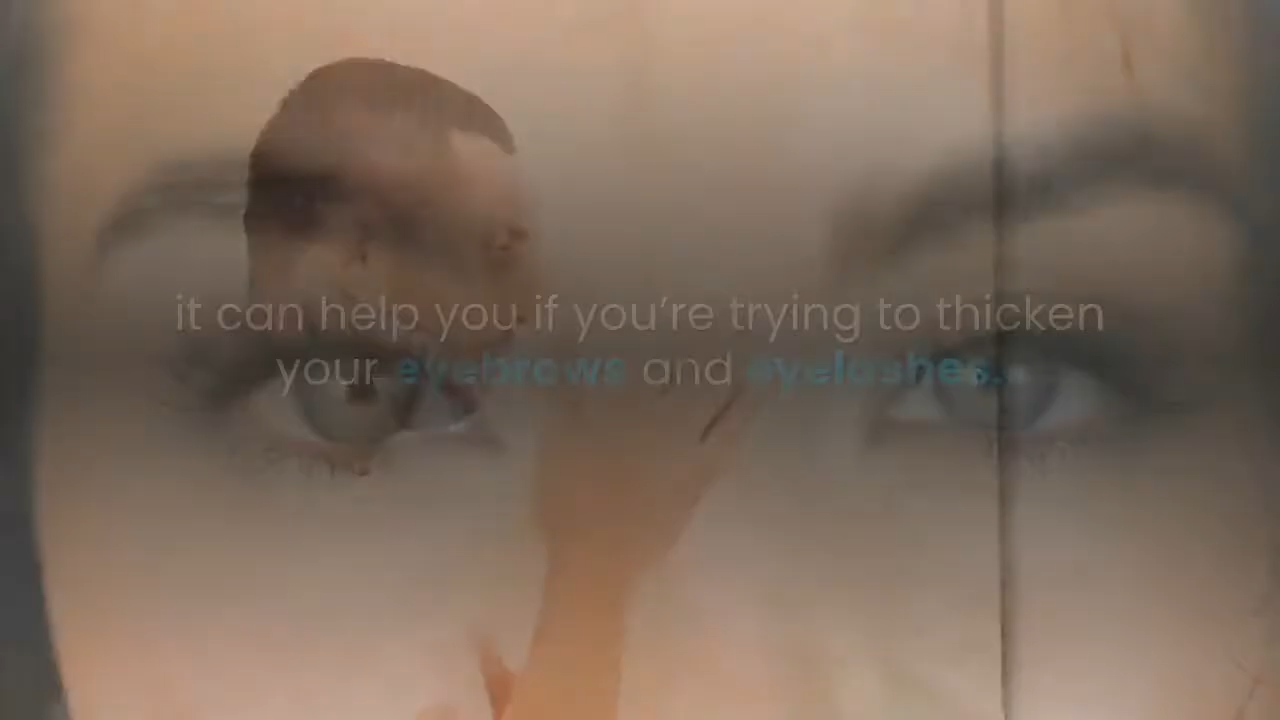 it can help you if you’re trying to thicken
your eyebrows and eyelashes.